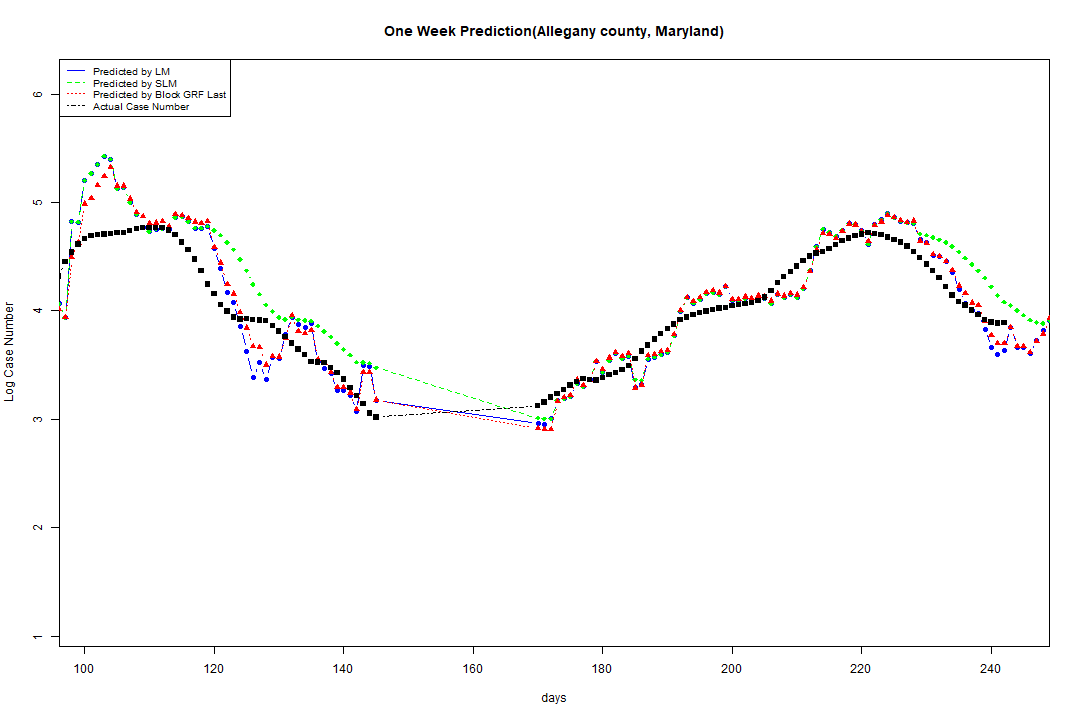 One Week Prediction(Allegany county, Maryland)
Predicted by LM
Predicted by SLM
Predicted by Block GRF Last
Actual Case Number
6
5
4
3
2
1
Log Case Number
100 120 140 160 180 200 220 240
days